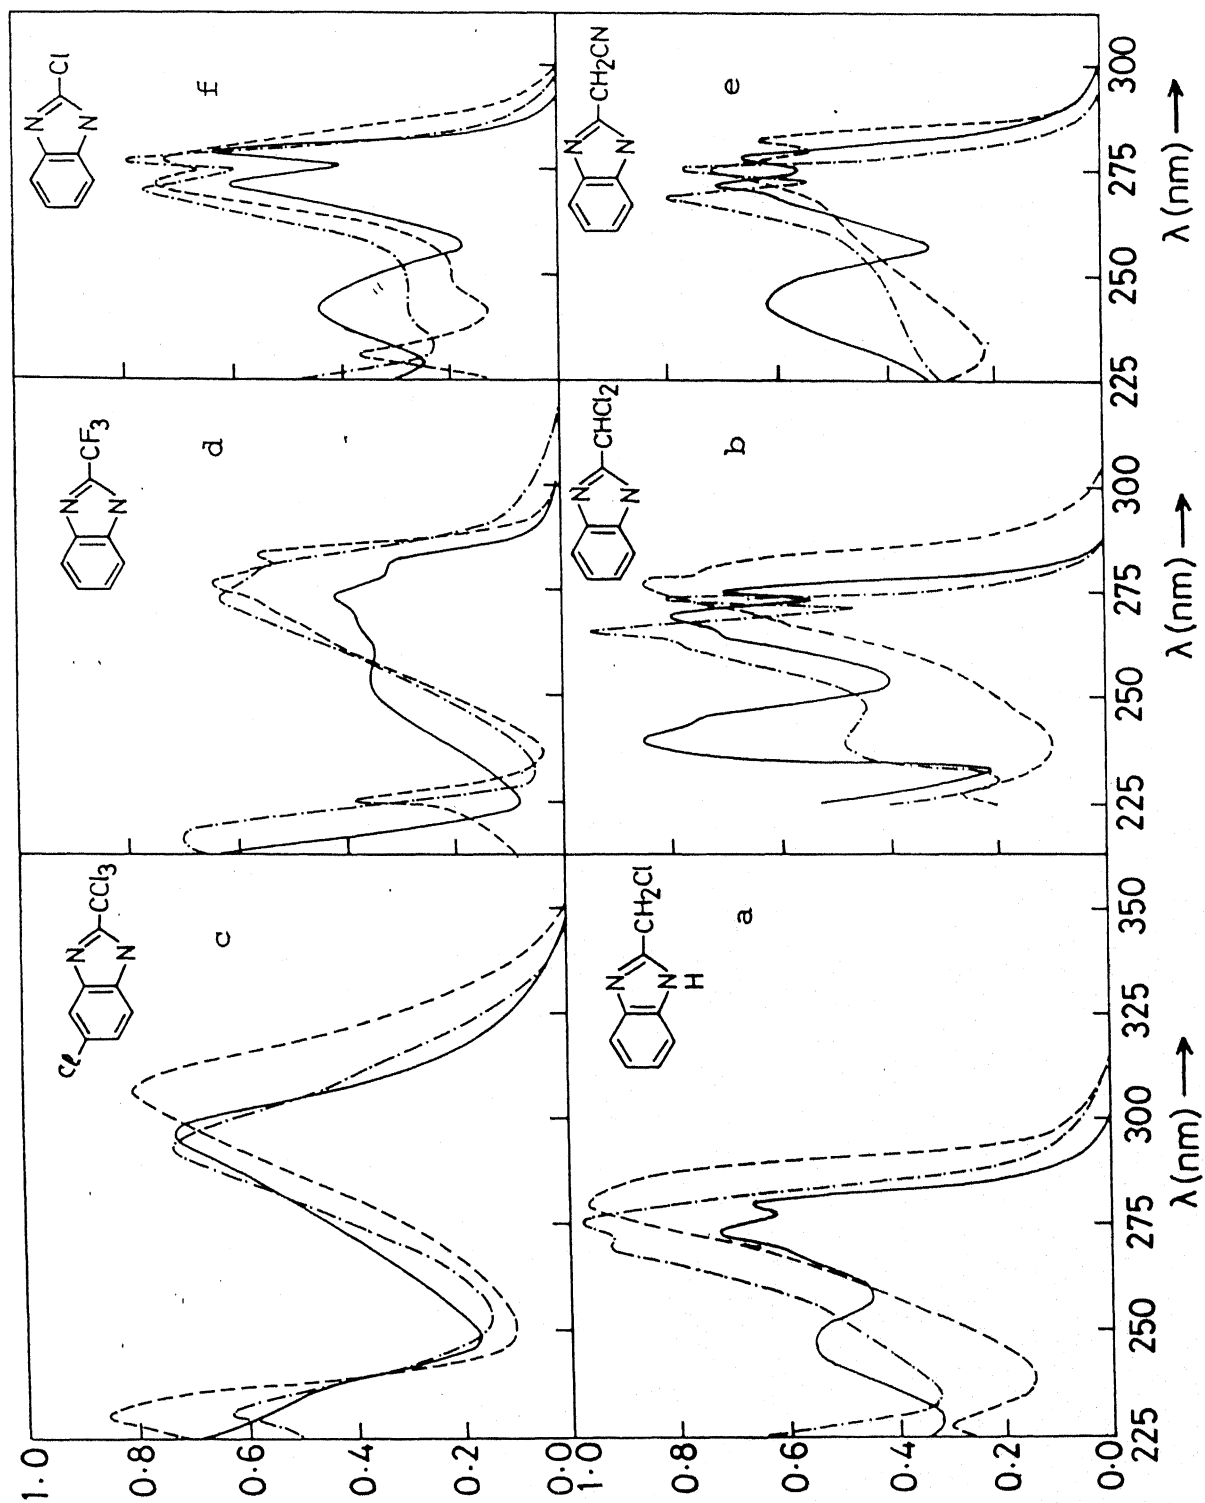 1.0
0.8
0.6
0.4
0.2
0.0
Cl
N
N
CCl3
c
N
N
CF3
d
N
N
Cl
f
1.0
0.8
0.6
0.4
0.2
0.0
N
N
H
CH2Cl
a
N
N
CHCl2
b
N
N
CH2CN
e
225 250 275 300 325 350 225 250 275 300 225 250 275 300
λ (nm) → λ (nm) → λ (nm) →